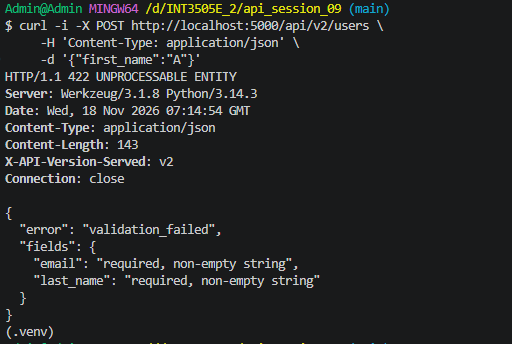 Admin@Admin MINGW64 /d/INT3505E_2/api_session_09 (main)
$ curl -i -X POST http://localhost:5000/api/v2/users \
     -H 'Content-Type: application/json' \
     -d '{"first_name":"A"}'
HTTP/1.1 422 UNPROCESSABLE ENTITY
Server: Werkzeug/3.1.8 Python/3.14.3
Date: Wed, 18 Nov 2026 07:14:54 GMT
Content-Type: application/json
Content-Length: 143
X-API-Version-Served: v2
Connection: close

{
  "error": "validation_failed",
  "fields": {
    "email": "required, non-empty string",
    "last_name": "required, non-empty string"
  }
}
(.venv)